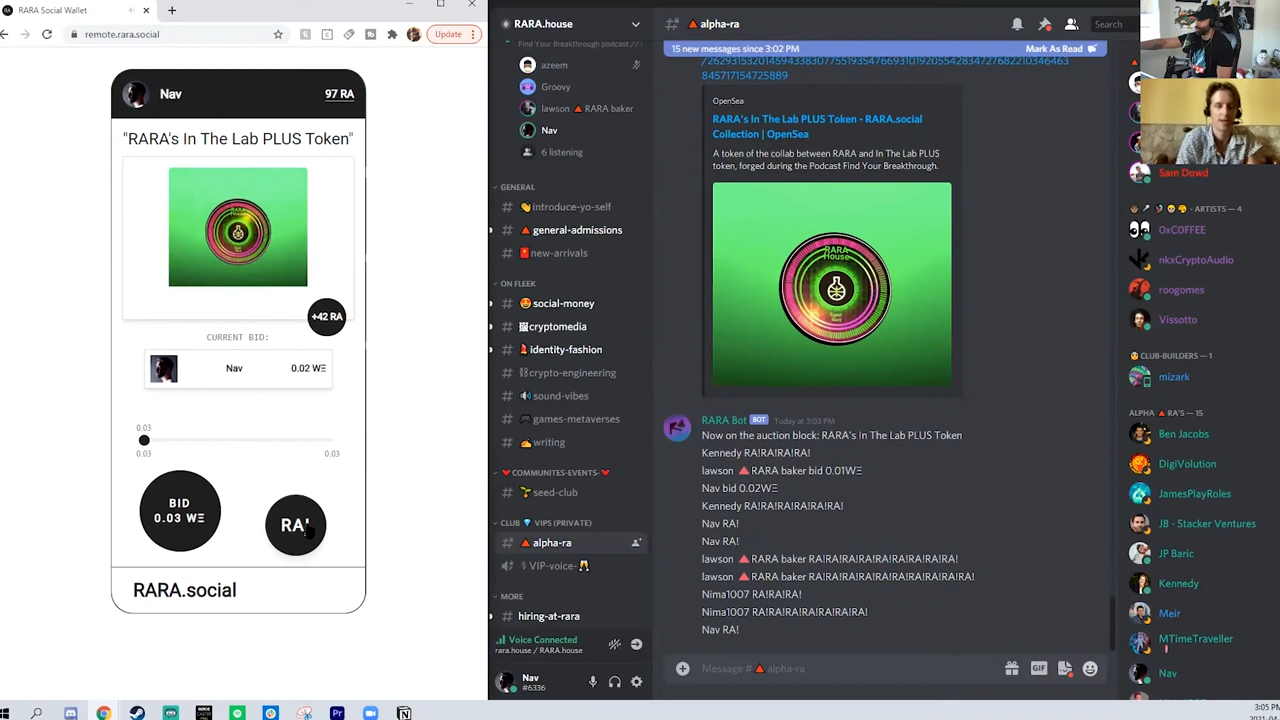 RARA Social Wallet
remote.rara.social
Update
Nav
97 RA
"RARA's In The Lab PLUS Token"
+42 RA
CURRENT BID:
Nav
0.02 WΞ
0.03
0.03
0.03
BID
0.03 WΞ
RA!
RARA.social
RARA.house
Find Your Breakthrough podcast
azeem
Groovy
lawson 🔺RARA baker
Nav
6 listening
GENERAL
👋introduce-yo-self
🔺general-admissions
new-arrivals
ON FLEEK
🤑social-money
cryptomedia
💃identity-fashion
crypto-engineering
🔊sound-vibes
🎮games-metaverses
✍️writing
❤️COMMUNITES-EVENTS-❤️
🌱seed-club
CLUB 💎 VIPS (PRIVATE)
🔺alpha-ra
VIP-voice-🥂
MORE
hiring-at-rara
Voice Connected
rara.house / RARA.House
Nav
#6336
🔺alpha-ra
Search
15 new messages since 3:02 PM
Mark As Read
845717154725889
OpenSea
RARA's In The Lab PLUS Token - RARA.social
Collection | OpenSea
A token of the collab between RARA and In The Lab PLUS
token, forged during the Podcast Find Your Breakthrough.
RARA
House
RARA Bot
BOT
Today at 3:03 PM
Now on the auction block: RARA's In The Lab PLUS Token
Kennedy RA!RA!RA!RA!
lawson 🔺RARA baker bid 0.01WΞ
Nav bid 0.02WΞ
Kennedy RA!RA!RA!RA!RA!RA!
Nav RA!
Nav RA!
lawson 🔺RARA baker RA!RA!RA!RA!RA!RA!RA!RA!RA!
lawson 🔺RARA baker RA!RA!RA!RA!RA!RA!RA!RA!RA!RA!
Nima1007 RA!RA!RA!
Nima1007 RA!RA!RA!RA!RA!RA!RA!
Nav RA!
Message # 🔺alpha-ra
GIF
Sam Dowd
- ARTISTS — 4
0xC0FFEE
nkxCryptoAudio
roogomes
Vissotto
CLUB-BUILDERS — 1
mizark
ALPHA 🔺RA'S — 15
Ben Jacobs
DigiVolution
JamesPlayRoles
JB - Stacker Ventures
JP Baric
Kennedy
Meir
MTimeTraveller
Nav
3:05 PM